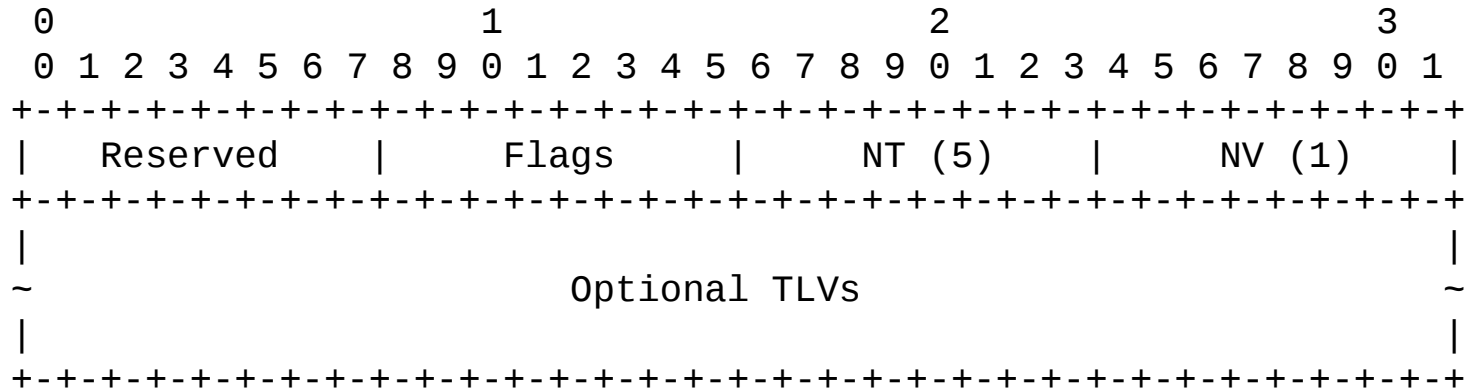 0                   1                   2                   3
 0 1 2 3 4 5 6 7 8 9 0 1 2 3 4 5 6 7 8 9 0 1 2 3 4 5 6 7 8 9 0 1
+-+-+-+-+-+-+-+-+-+-+-+-+-+-+-+-+-+-+-+-+-+-+-+-+-+-+-+-+-+-+-+-+
|   Reserved    |     Flags     |     NT (5)    |     NV (1)    |
+-+-+-+-+-+-+-+-+-+-+-+-+-+-+-+-+-+-+-+-+-+-+-+-+-+-+-+-+-+-+-+-+
|                                                               |
~                        Optional TLVs                          ~
|                                                               |
+-+-+-+-+-+-+-+-+-+-+-+-+-+-+-+-+-+-+-+-+-+-+-+-+-+-+-+-+-+-+-+-+